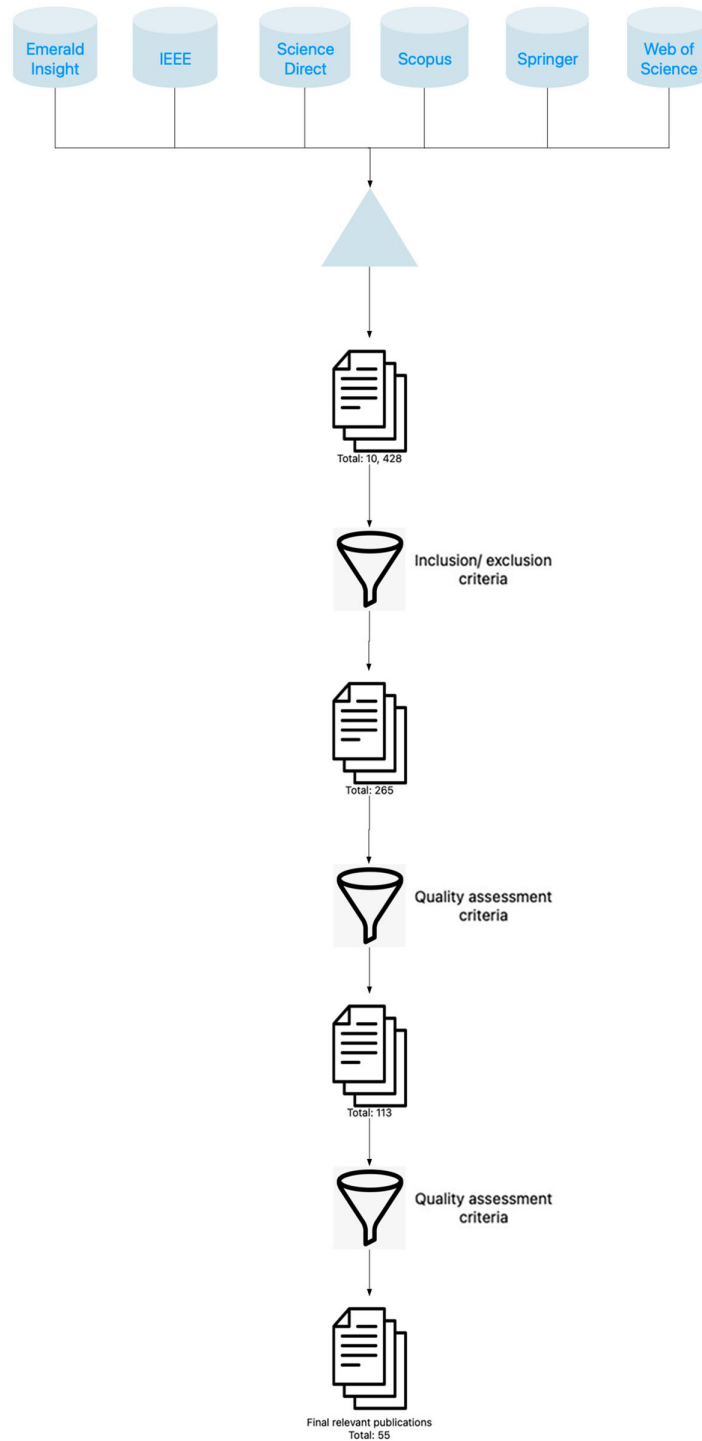 Emerald
Insight
IEEE
Science
Direct
Scopus
Springer
Web of
Science
Total: 10, 428
Inclusion/ exclusion
criteria
Total: 265
Quality assessment
criteria
Total: 113
Quality assessment
criteria
Final relevant publications
Total: 55